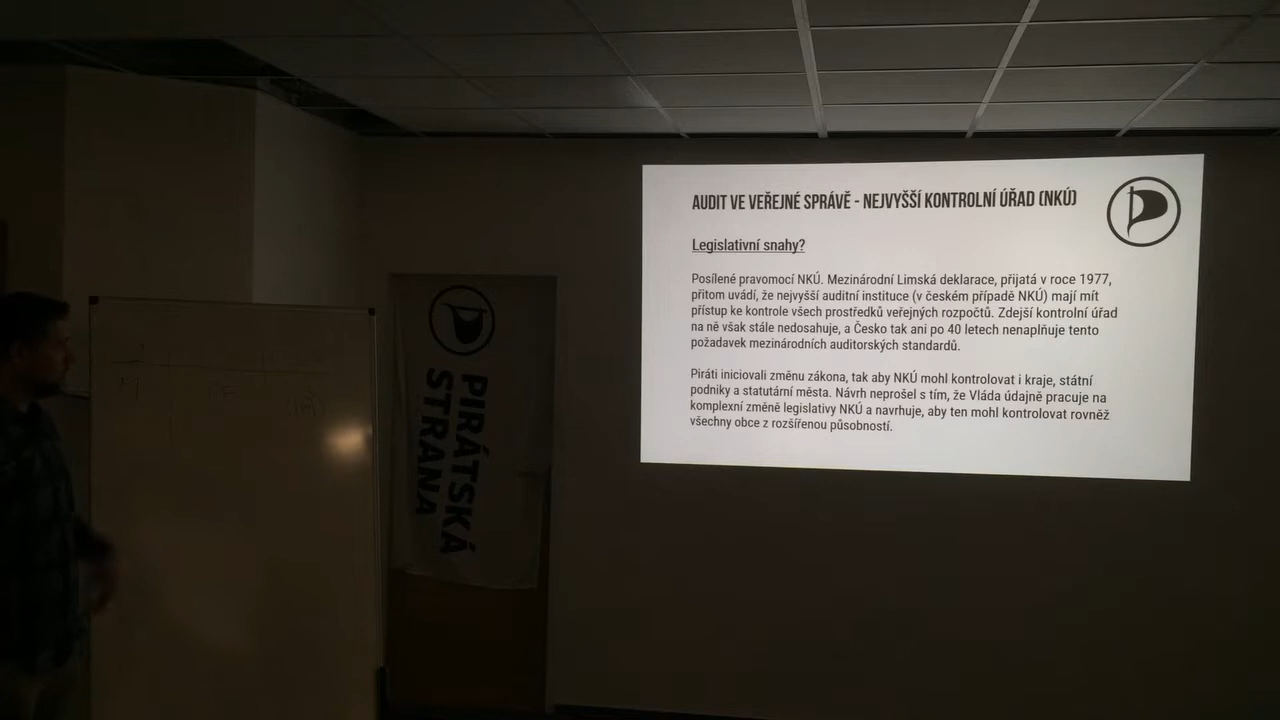 AUDIT VE VEŘEJNÉ SPRÁVĚ - NEJVYŠŠÍ KONTROLNÍ ÚŘAD (NKÚ)
Legislativní snahy?
Posílené pravomocí NKÚ. Mezinárodní Limská deklarace, přijatá v roce 1977,
přitom uvádí, že nejvyšší auditní instituce (v českém případě NKÚ) mají mít
přístup ke kontrole všech prostředků veřejných rozpočtů. Zdejší kontrolní úřad
na ně však stále nedosahuje, a Česko tak ani po 40 letech nenaplňuje tento
požadavek mezinárodních auditorských standardů.
Piráti iniciovali změnu zákona, tak aby NKÚ mohl kontrolovat i kraje, státní
podniky a statutární města. Návrh neprošel s tím, že Vláda údajně pracuje na
komplexní změně legislativy NKÚ a navrhuje, aby ten mohl kontrolovat rovněž
všechny obce z rozšířenou působností.
PIRÁTSKÁ
STRANA